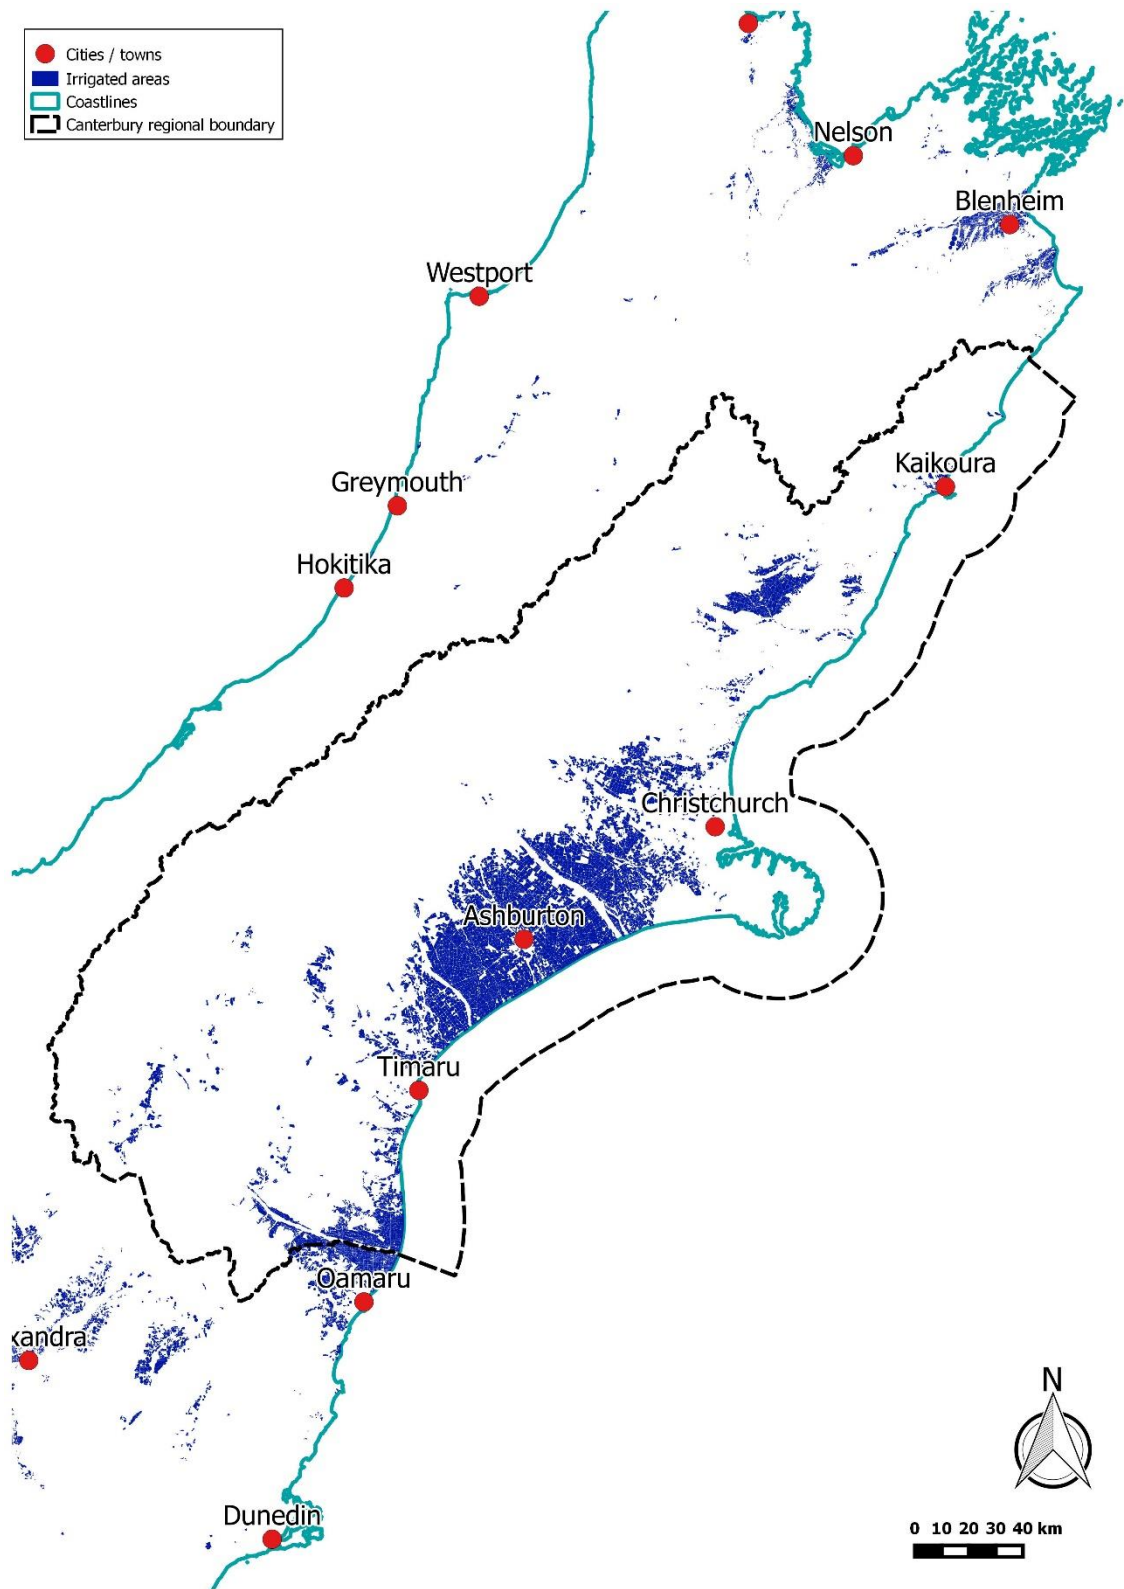 Cities / towns
Irrigated areas
Coastlines
Canterbury regional boundary
Nelson
Blenheim
Westport
Kaikoura
Greymouth
Hokitika
Christchurch
Ashburton
Timaru
Oamaru
xandra
N
Dunedin
0 10 20 30 40 km